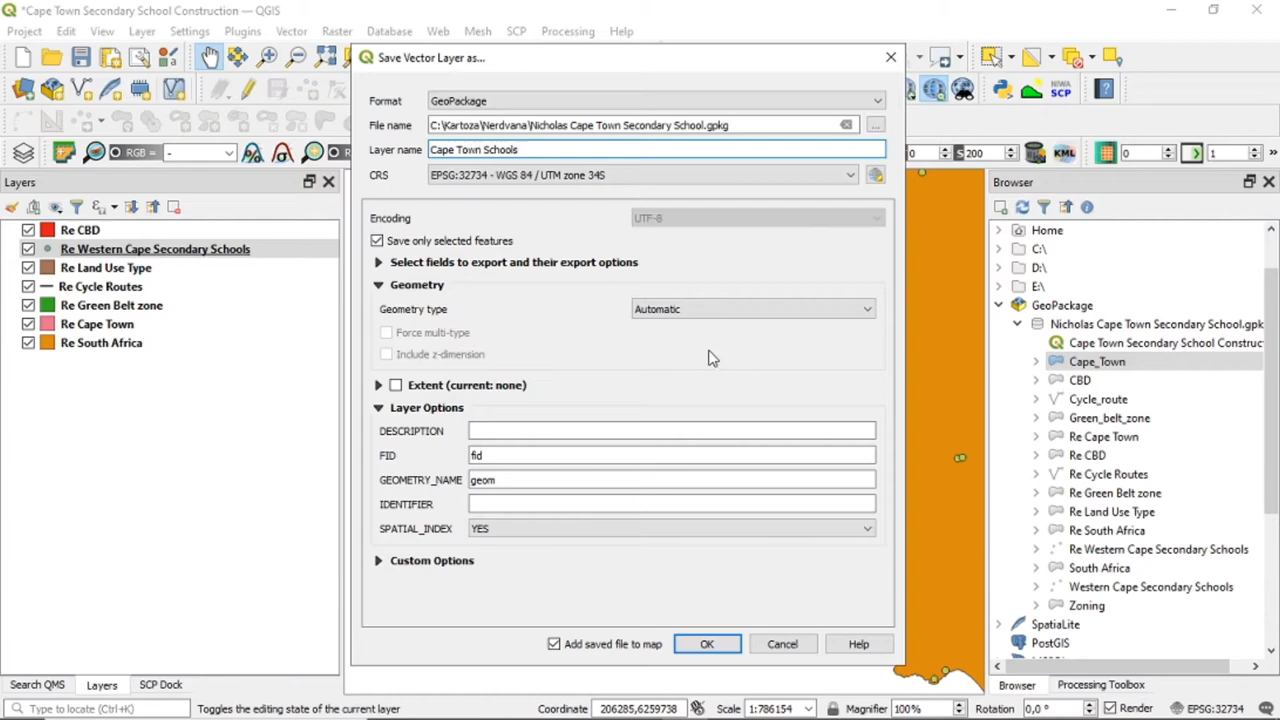 *Cape Town Secondary School Construction — QGIS
Project Edit View Layer Settings Plugins Vector Raster Database Web Mesh SCP Processing Help
Save Vector Layer as...
Format GeoPackage
File name C:\Kartoza\Nerdvana\Nicholas Cape Town Secondary School.gpkg ...
Layer name Cape Town Schools
CRS EPSG:32734 - WGS 84 / UTM zone 34S
Encoding UTF-8
Save only selected features
Select fields to export and their export options
Geometry
Geometry type Automatic
Force multi-type
Include z-dimension
Extent (current: none)
Layer Options
DESCRIPTION
FID fid
GEOMETRY_NAME geom
IDENTIFIER
SPATIAL_INDEX YES
Custom Options
Add saved file to map OK Cancel Help
NIWA
SCP
RGB = -
0 S 200 KML 0 1 »
Layers
Re CBD
Re Western Cape Secondary Schools
Re Land Use Type
Re Cycle Routes
Re Green Belt zone
Re Cape Town
Re South Africa
Browser
Home
C:\
D:\
E:\
GeoPackage
Nicholas Cape Town Secondary School.gpk
Cape Town Secondary School Construc
Cape_Town
CBD
Cycle_route
Green_belt_zone
Re Cape Town
Re CBD
Re Cycle Routes
Re Green Belt zone
Re Land Use Type
Re South Africa
Re Western Cape Secondary Schools
South Africa
Western Cape Secondary Schools
Zoning
SpatiaLite
PostGIS
Search QMS Layers SCP Dock
Browser Processing Toolbox
Type to locate (Ctrl+K) Toggles the editing state of the current layer Coordinate 206285,6259738 Scale 1:786154 Magnifier 100% Rotation 0,0 ° Render EPSG:32734